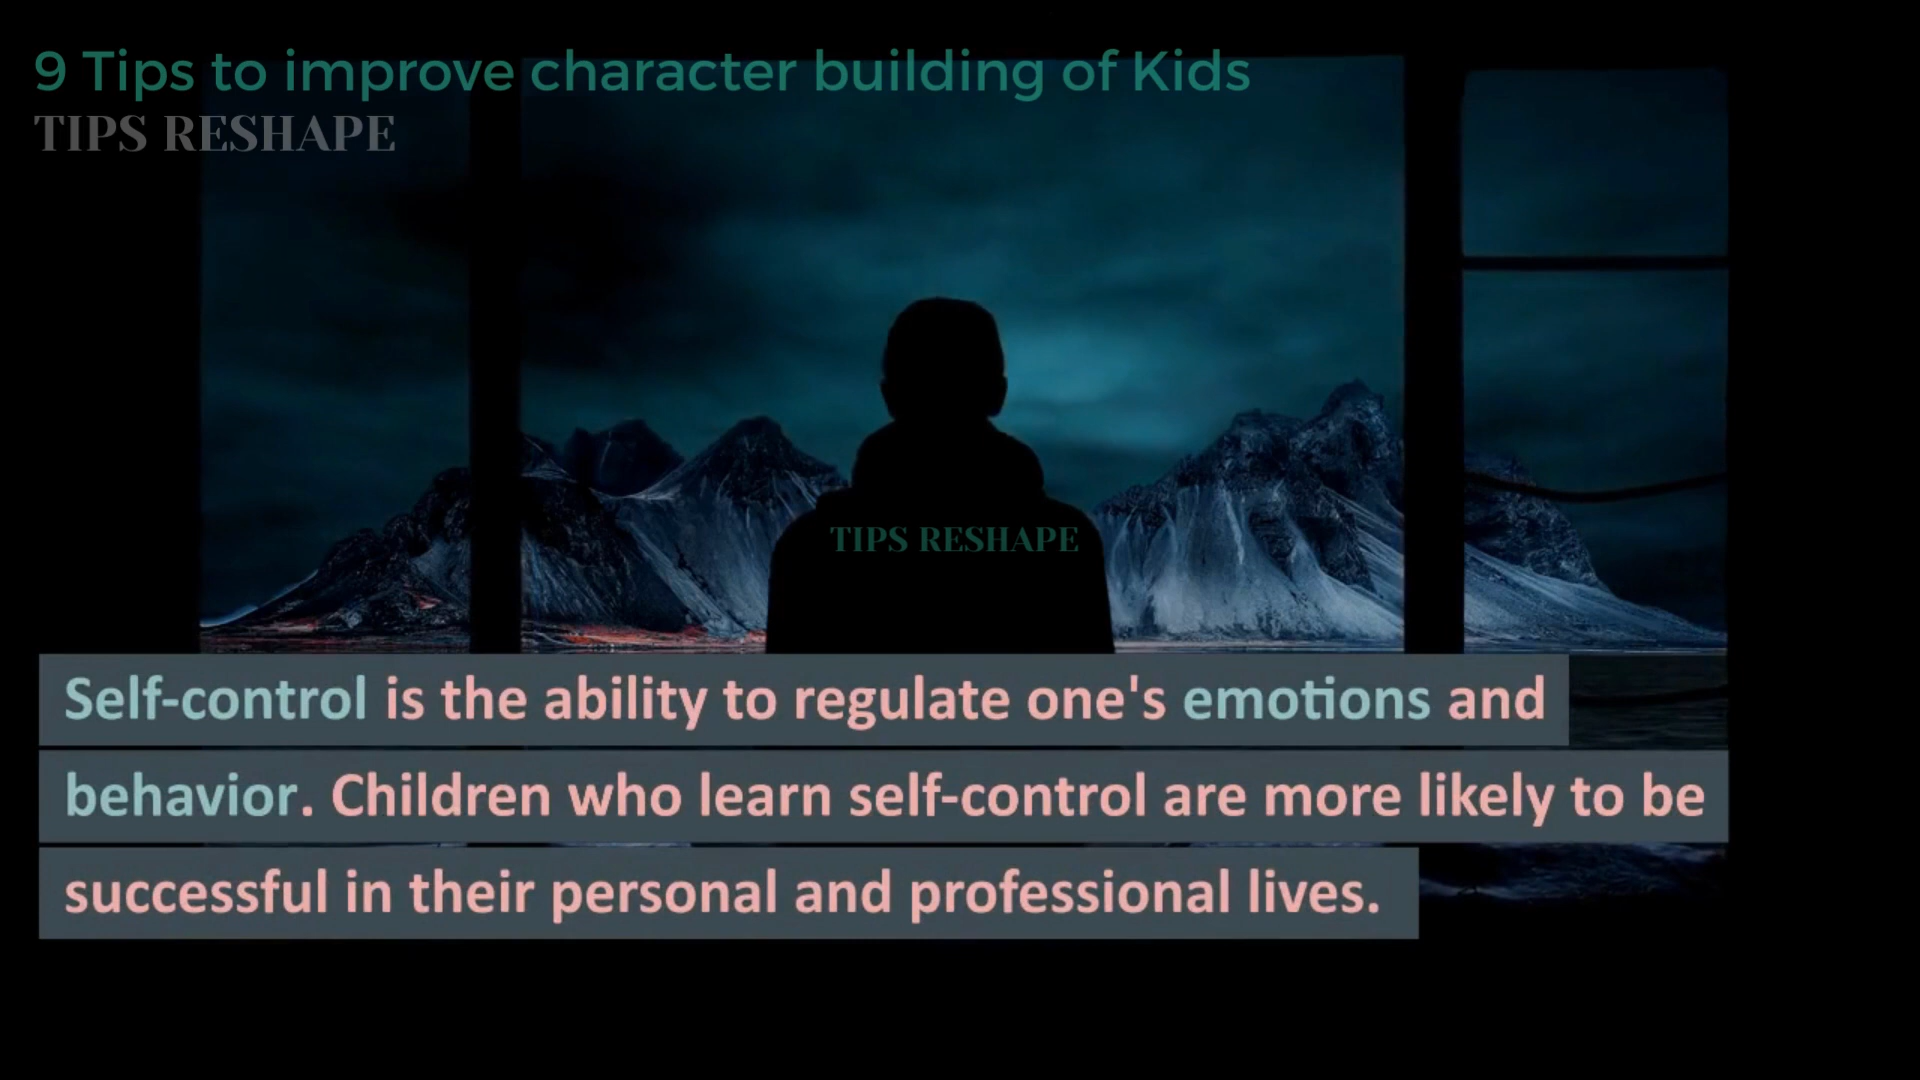 9 Tips to improve character building of Kids
TIPS RESHAPE
TIPS RESHAPE
Self-control is the ability to regulate one's emotions and
behavior. Children who learn self-control are more likely to be
successful in their personal and professional lives.